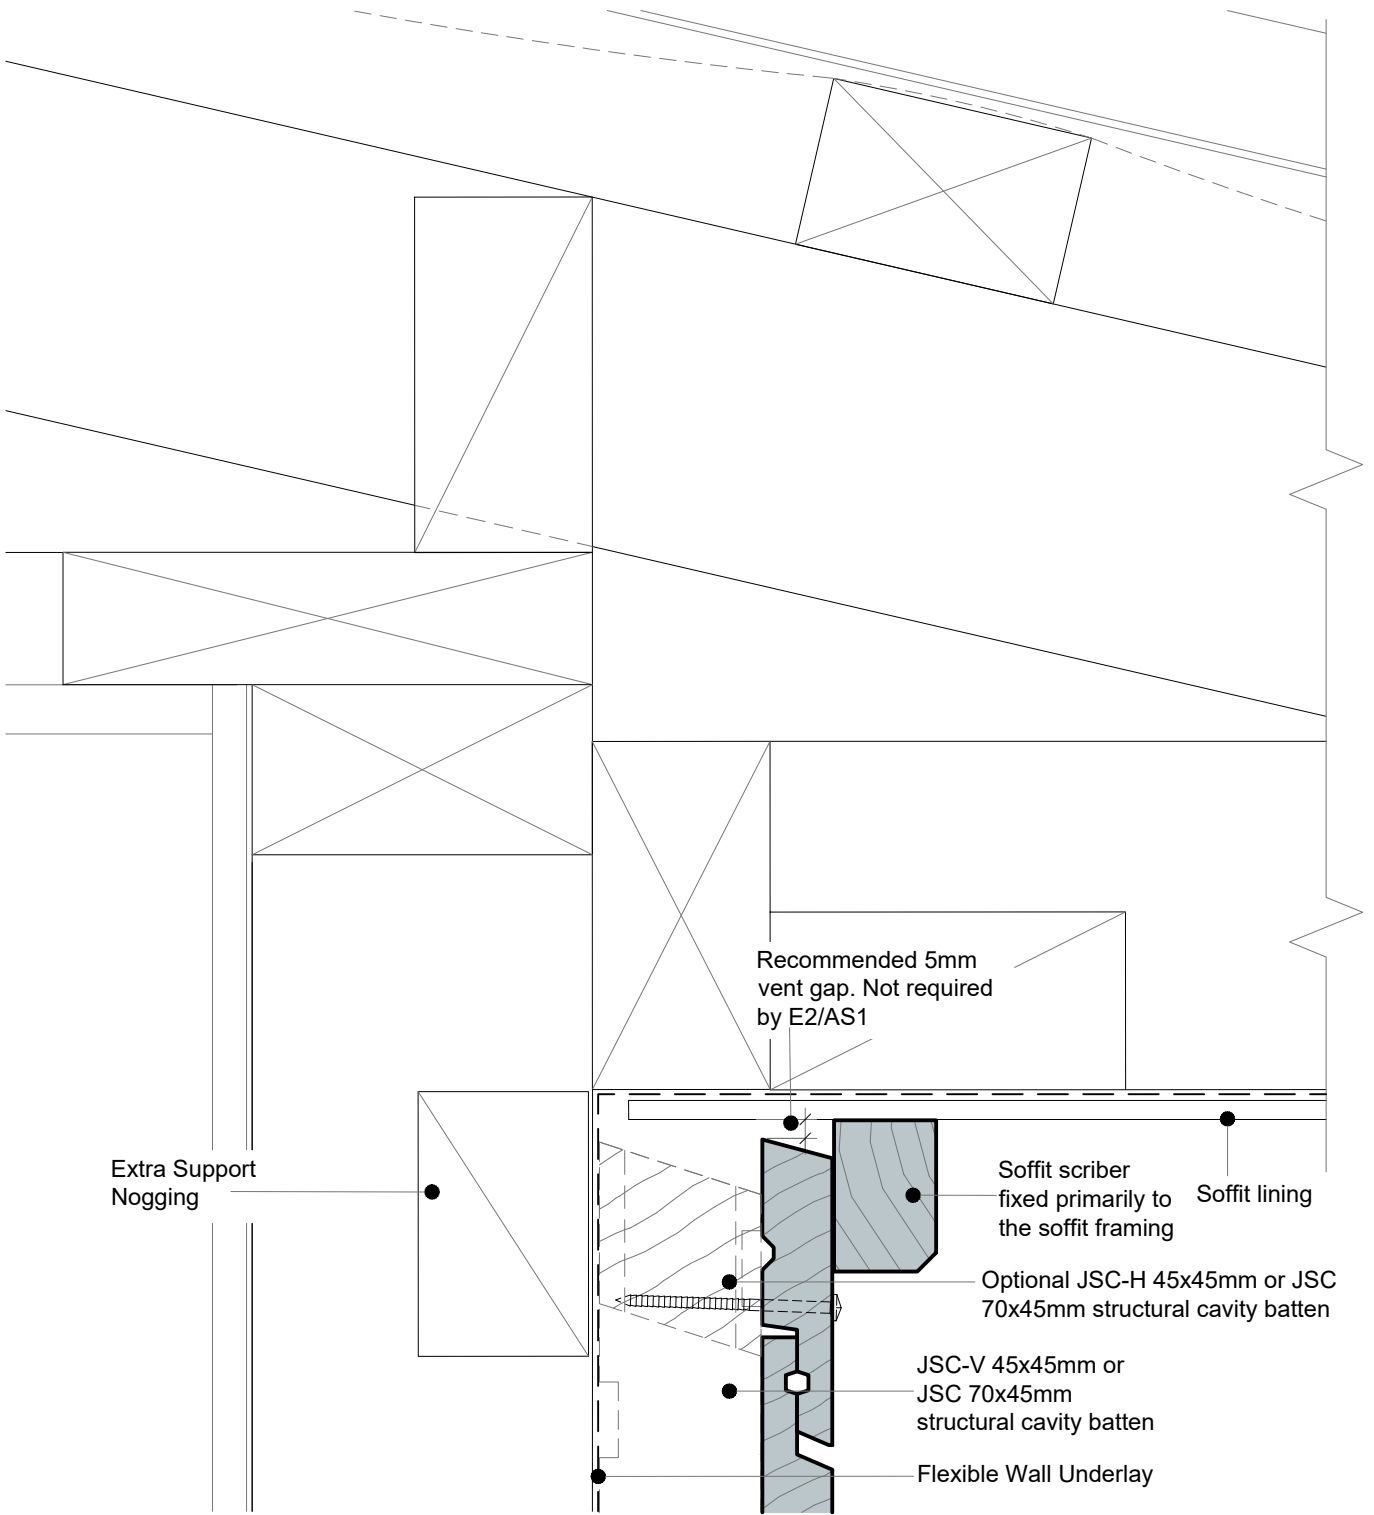 Recommended 5mm
vent gap. Not required
by E2/AS1
Extra Support
Nogging
Soffit scriber
fixed primarily to
the soffit framing
Soffit lining
Optional JSC-H 45x45mm or JSC
70x45mm structural cavity batten
JSC-V 45x45mm or
JSC 70x45mm
structural cavity batten
Flexible Wall Underlay